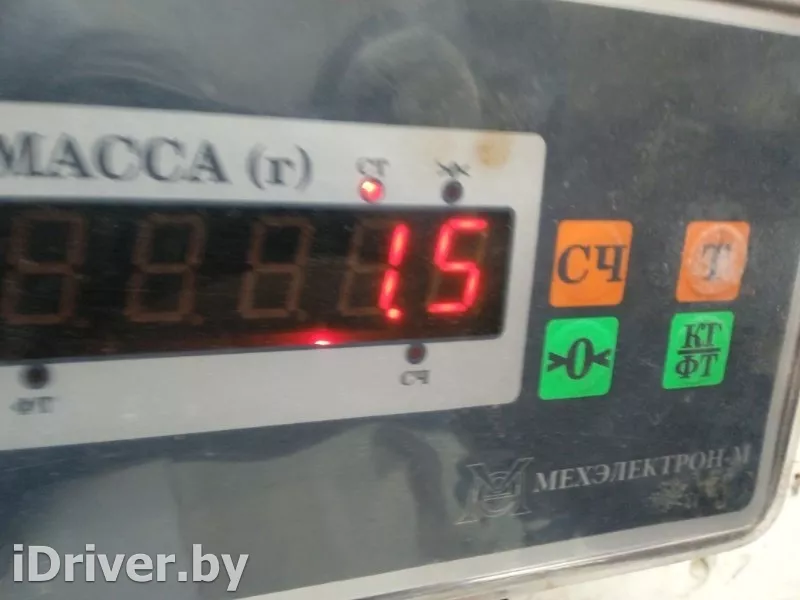 МАССА (г)
СТ
1.5
СЧ
Т
>0<
КТ
ФТ
ФТ
СЧ
МЕХЭЛЕКТРОН-М
iDriver.by